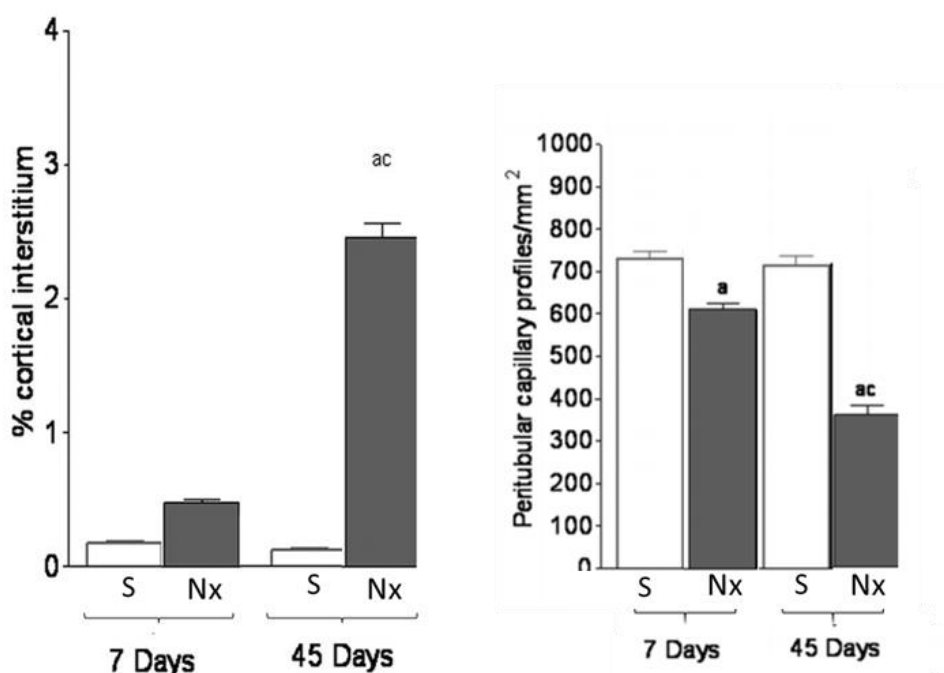 % cortical interstitium
4
3
2
1
0
ac
S Nx S Nx
7 Days 45 Days
Peritubular capillary profiles/mm²
1000
900
800
700
600
500
400
300
200
100
0
a
ac
S Nx S Nx
7 Days 45 Days